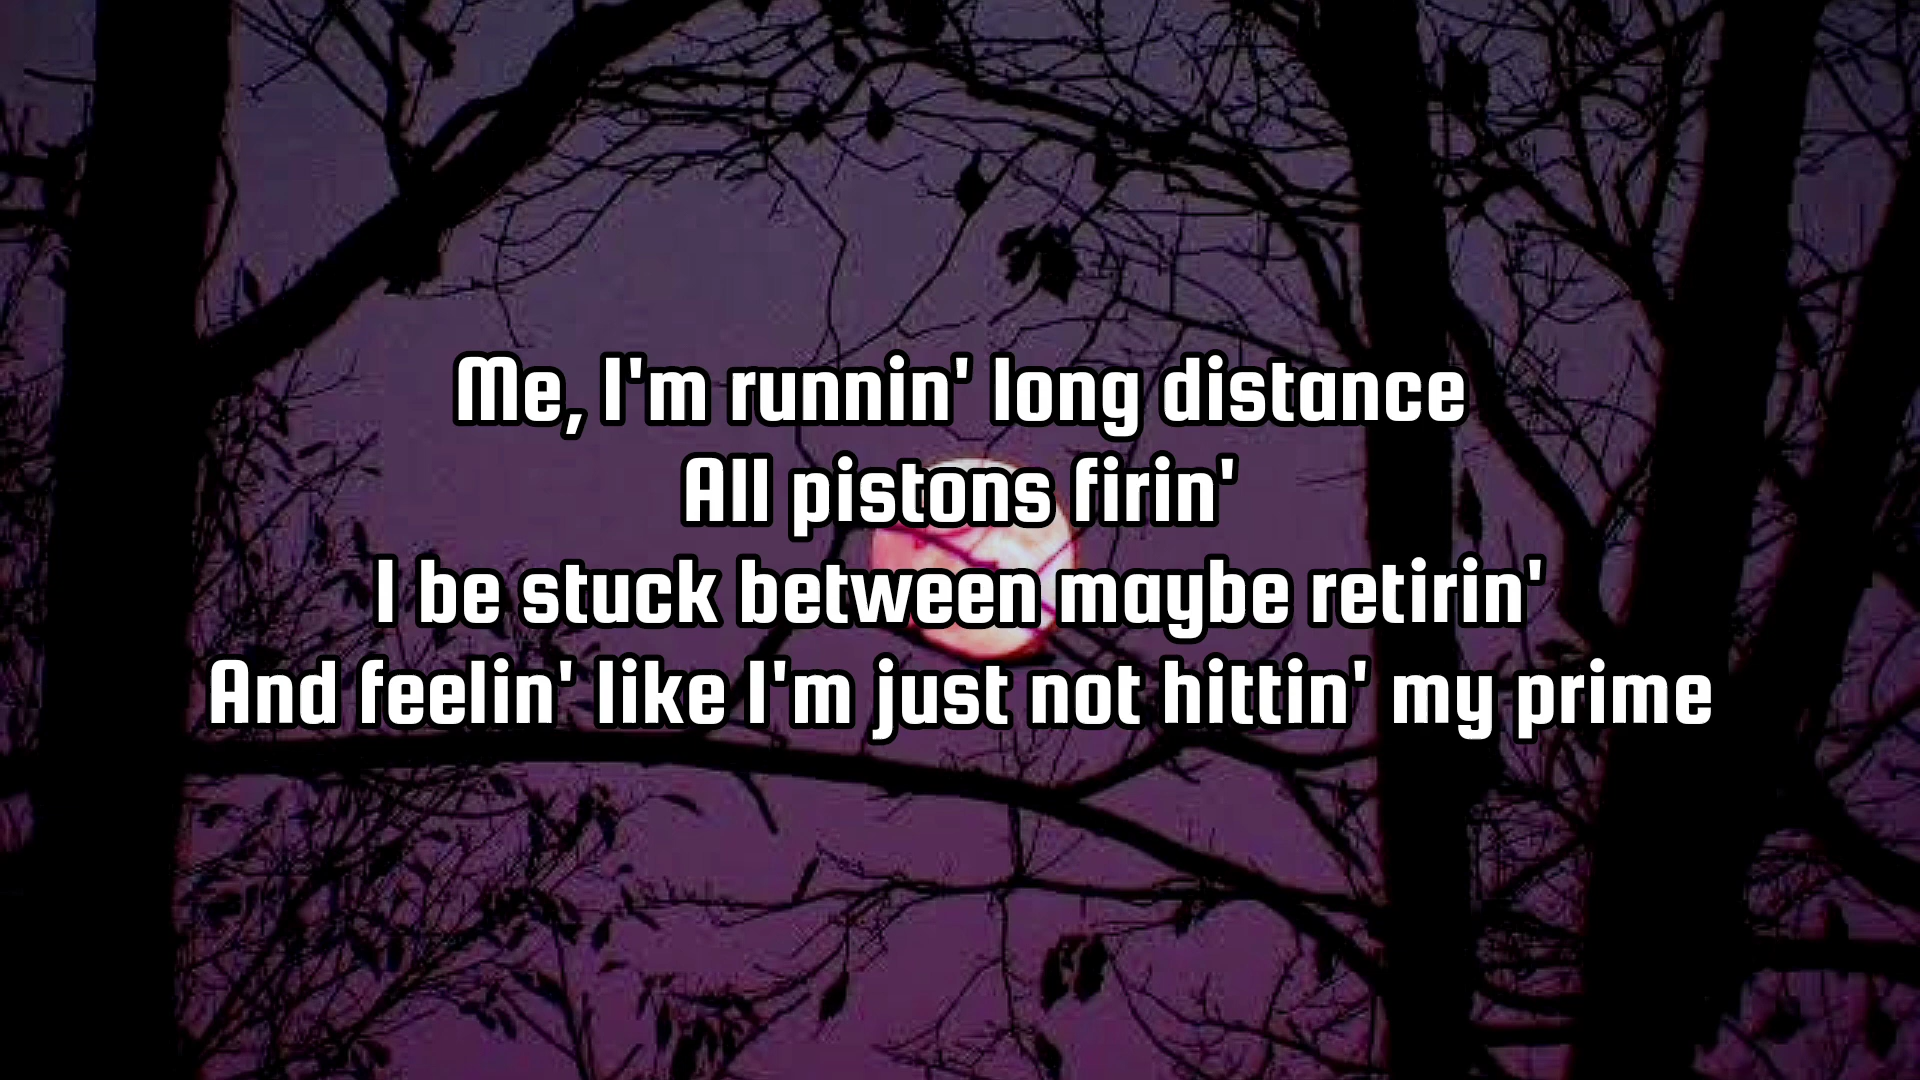 Me, I'm runnin' long distance
All pistons firin'
I be stuck between maybe retirin'
And feelin' like I'm just not hittin' my prime